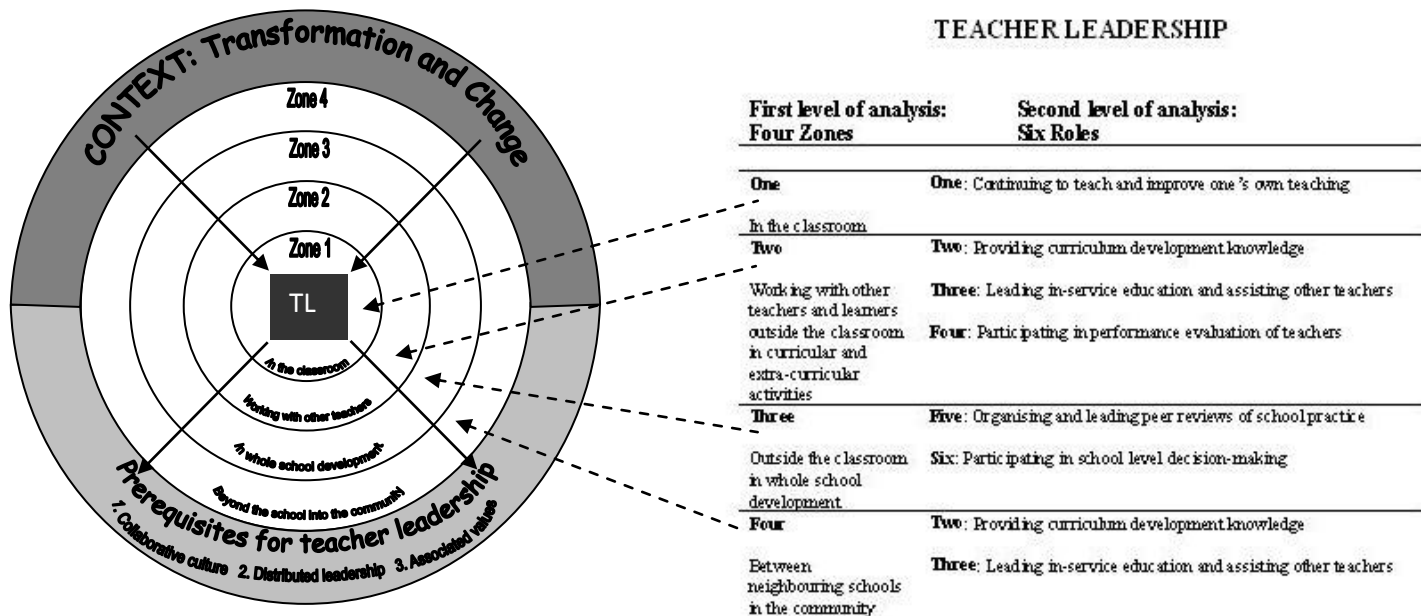 CONTEXT: Transformation and Change
Zone 4
Zone 3
Zone 2
Zone 1
TL
In the classroom
Working with other teachers
In whole school development
Beyond the school into the community
Prerequisites for teacher leadership
1. Collaborative culture 2. Distributed leadership 3. Associated values
TEACHER LEADERSHIP
First level of analysis:
Four Zones
Second level of analysis:
Six Roles
One
In the classroom
One: Continuing to teach and improve one's own teaching
Two
Working with other
teachers and learners
outside the classroom
in curricular and
extra-curricular
activities
Two: Providing curriculum development knowledge
Three: Leading in-service education and assisting other teachers
Four: Participating in performance evaluation of teachers
Three
Outside the classroom
in whole school
development
Five: Organising and leading peer reviews of school practice
Six: Participating in school level decision-making
Four
Between
neighbouring schools
in the community
Two: Providing curriculum development knowledge
Three: Leading in-service education and assisting other teachers